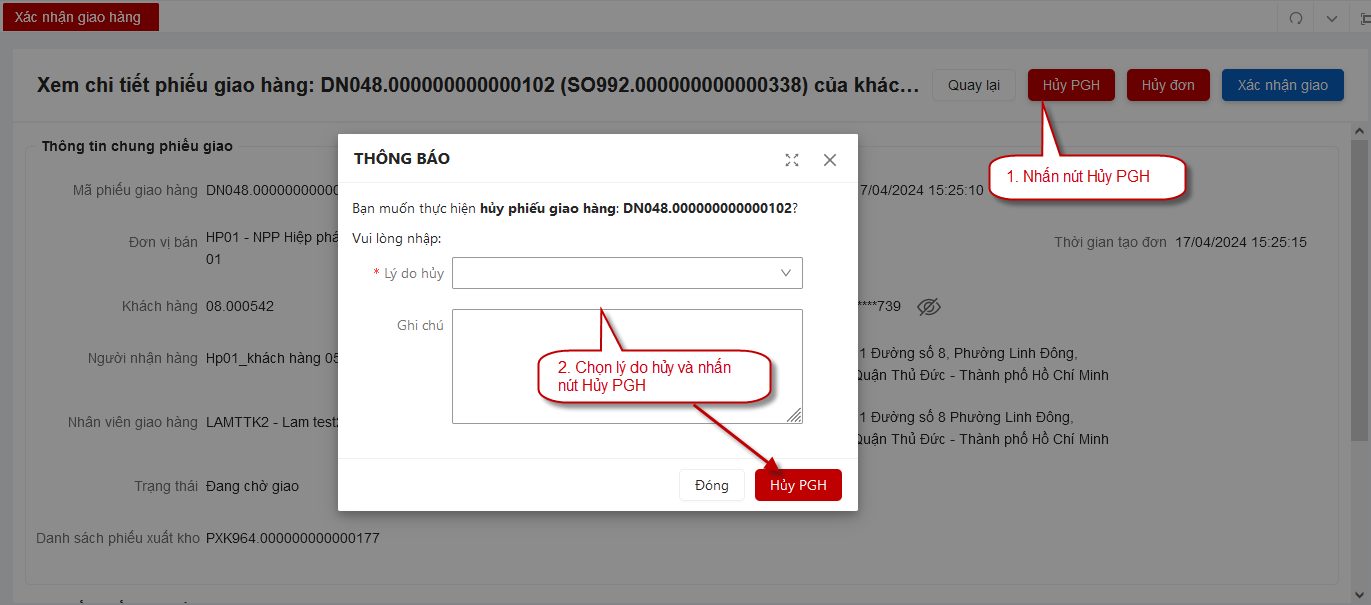 Xác nhận giao hàng
Xem chi tiết phiếu giao hàng: DN048.000000000000102 (SO992.000000000000338) của khác...
Quay lại
Hủy PGH
Hủy đơn
Xác nhận giao
Thông tin chung phiếu giao
1. Nhấn nút Hủy PGH
THÔNG BÁO
Mã phiếu giao hàng DN048.00000000000
7/04/2024 15:25:10
Bạn muốn thực hiện hủy phiếu giao hàng: DN048.000000000000102?
Vui lòng nhập:
Đơn vị bán HP01 - NPP Hiệp phá
01
Thời gian tạo đơn 17/04/2024 15:25:15
* Lý do hủy
Khách hàng 08.000542
****739
Ghi chú
2. Chọn lý do hủy và nhấn
nút Hủy PGH
Người nhận hàng Hp01_khách hàng 05
1 Đường số 8, Phường Linh Đông,
Quận Thủ Đức - Thành phố Hồ Chí Minh
Nhân viên giao hàng LAMTTK2 - Lam test
1 Đường số 8 Phường Linh Đông,
Quận Thủ Đức - Thành phố Hồ Chí Minh
Trạng thái Đang chờ giao
Đóng
Hủy PGH
Danh sách phiếu xuất kho PXK964.000000000000177